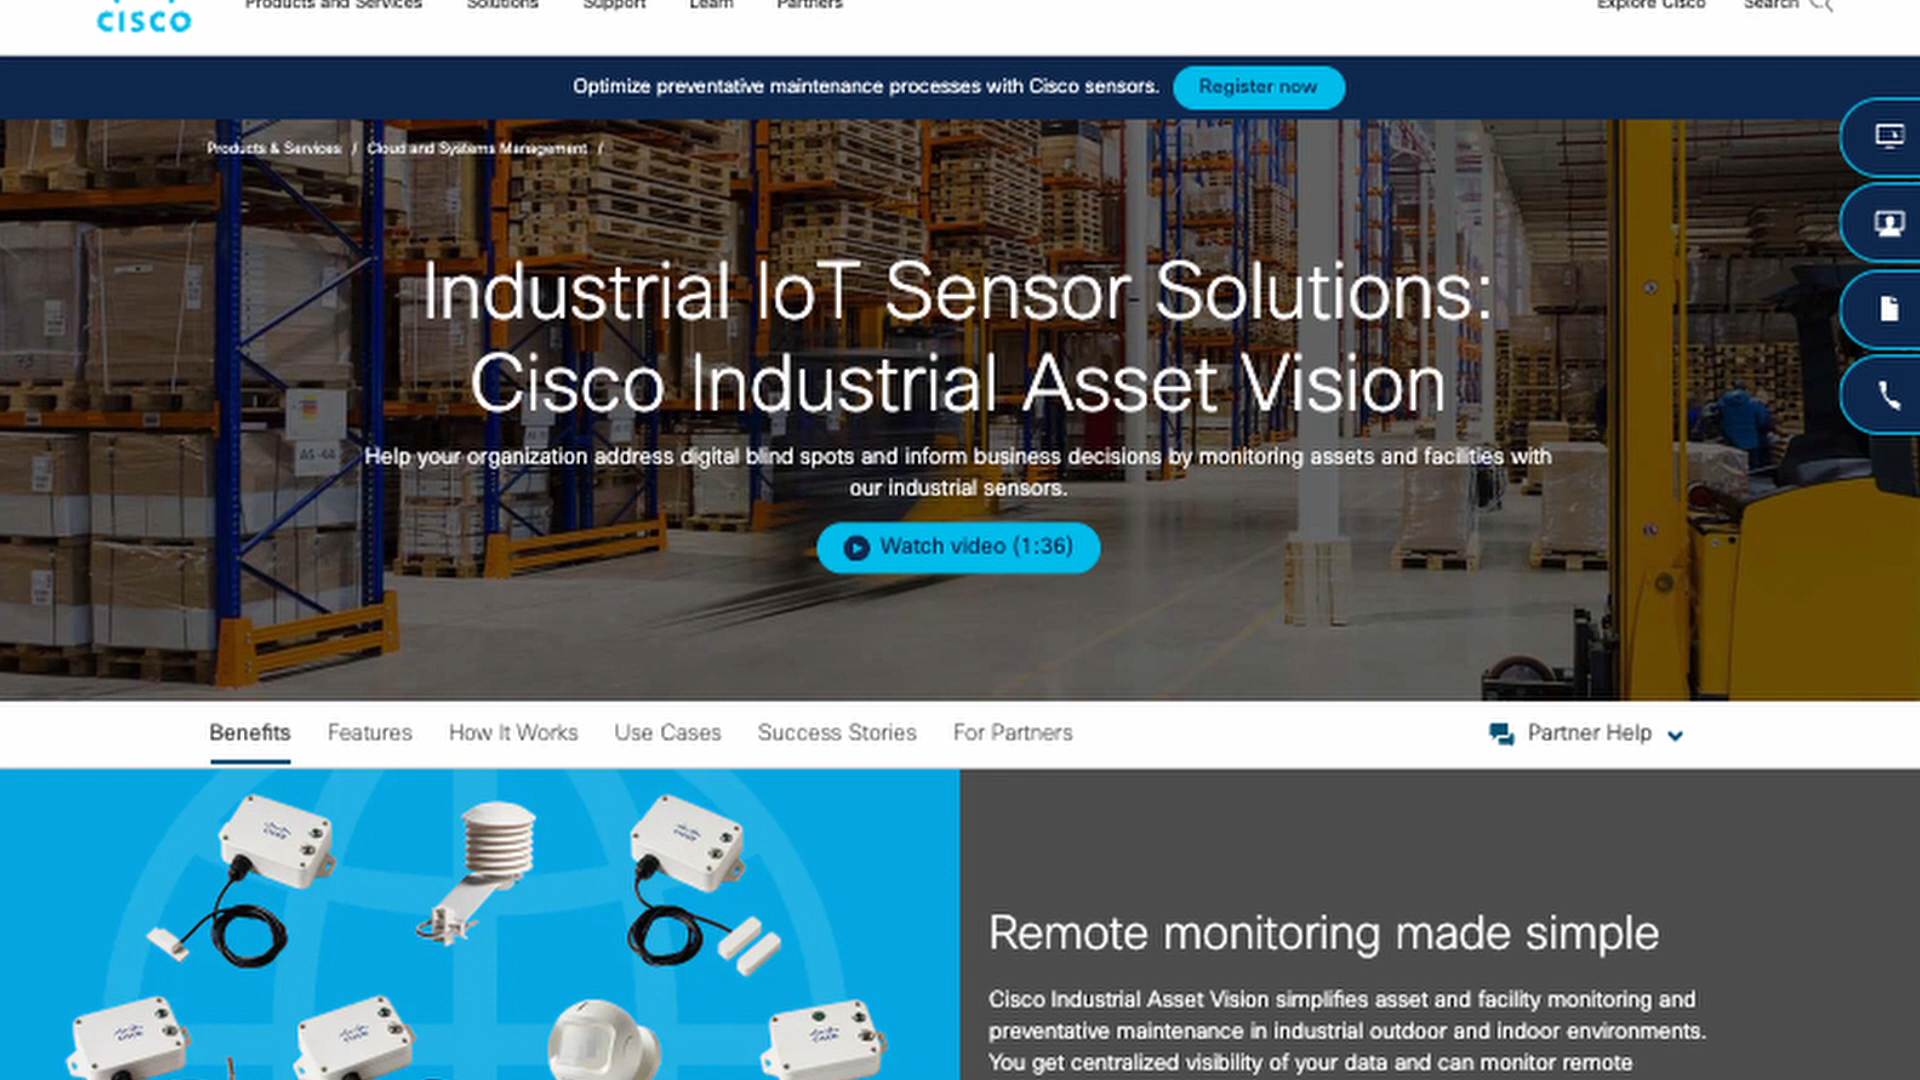 CISCO
Products and Services Solutions Support Learn Partners Explore Cisco Search
Optimize preventative maintenance processes with Cisco sensors. Register now
Products & Services / Cloud and Systems Management /
Industrial IoT Sensor Solutions:
Cisco Industrial Asset Vision
Help your organization address digital blind spots and inform business decisions by monitoring assets and facilities with
our industrial sensors.
Watch video (1:36)
Benefits Features How It Works Use Cases Success Stories For Partners Partner Help
Remote monitoring made simple
Cisco Industrial Asset Vision simplifies asset and facility monitoring and
preventative maintenance in industrial outdoor and indoor environments.
You get centralized visibility of your data and can monitor remote